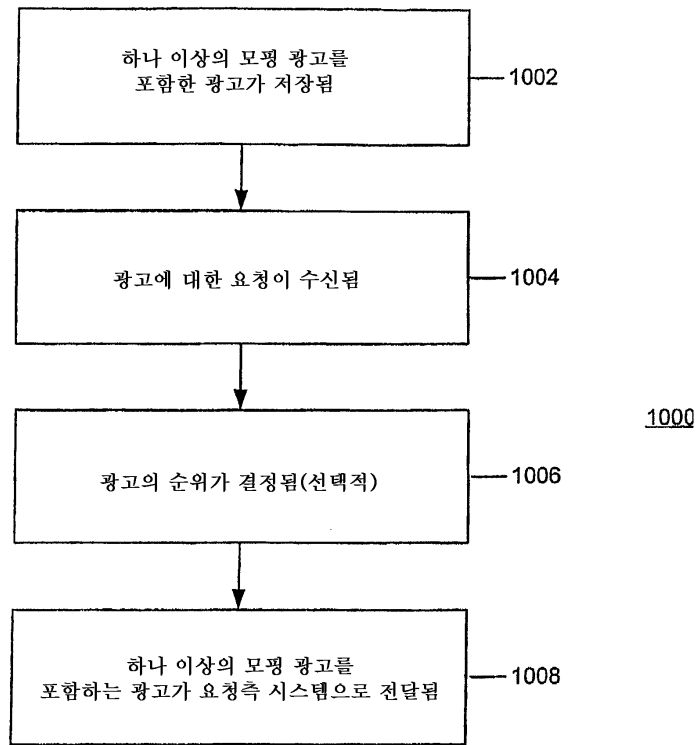 하나 이상의 모핑 광고를
포함한 광고가 저장됨
1002
광고에 대한 요청이 수신됨
1004
1000
광고의 순위가 결정됨(선택적)
1006
하나 이상의 모핑 광고를
포함하는 광고가 요청측 시스템으로 전달됨
1008